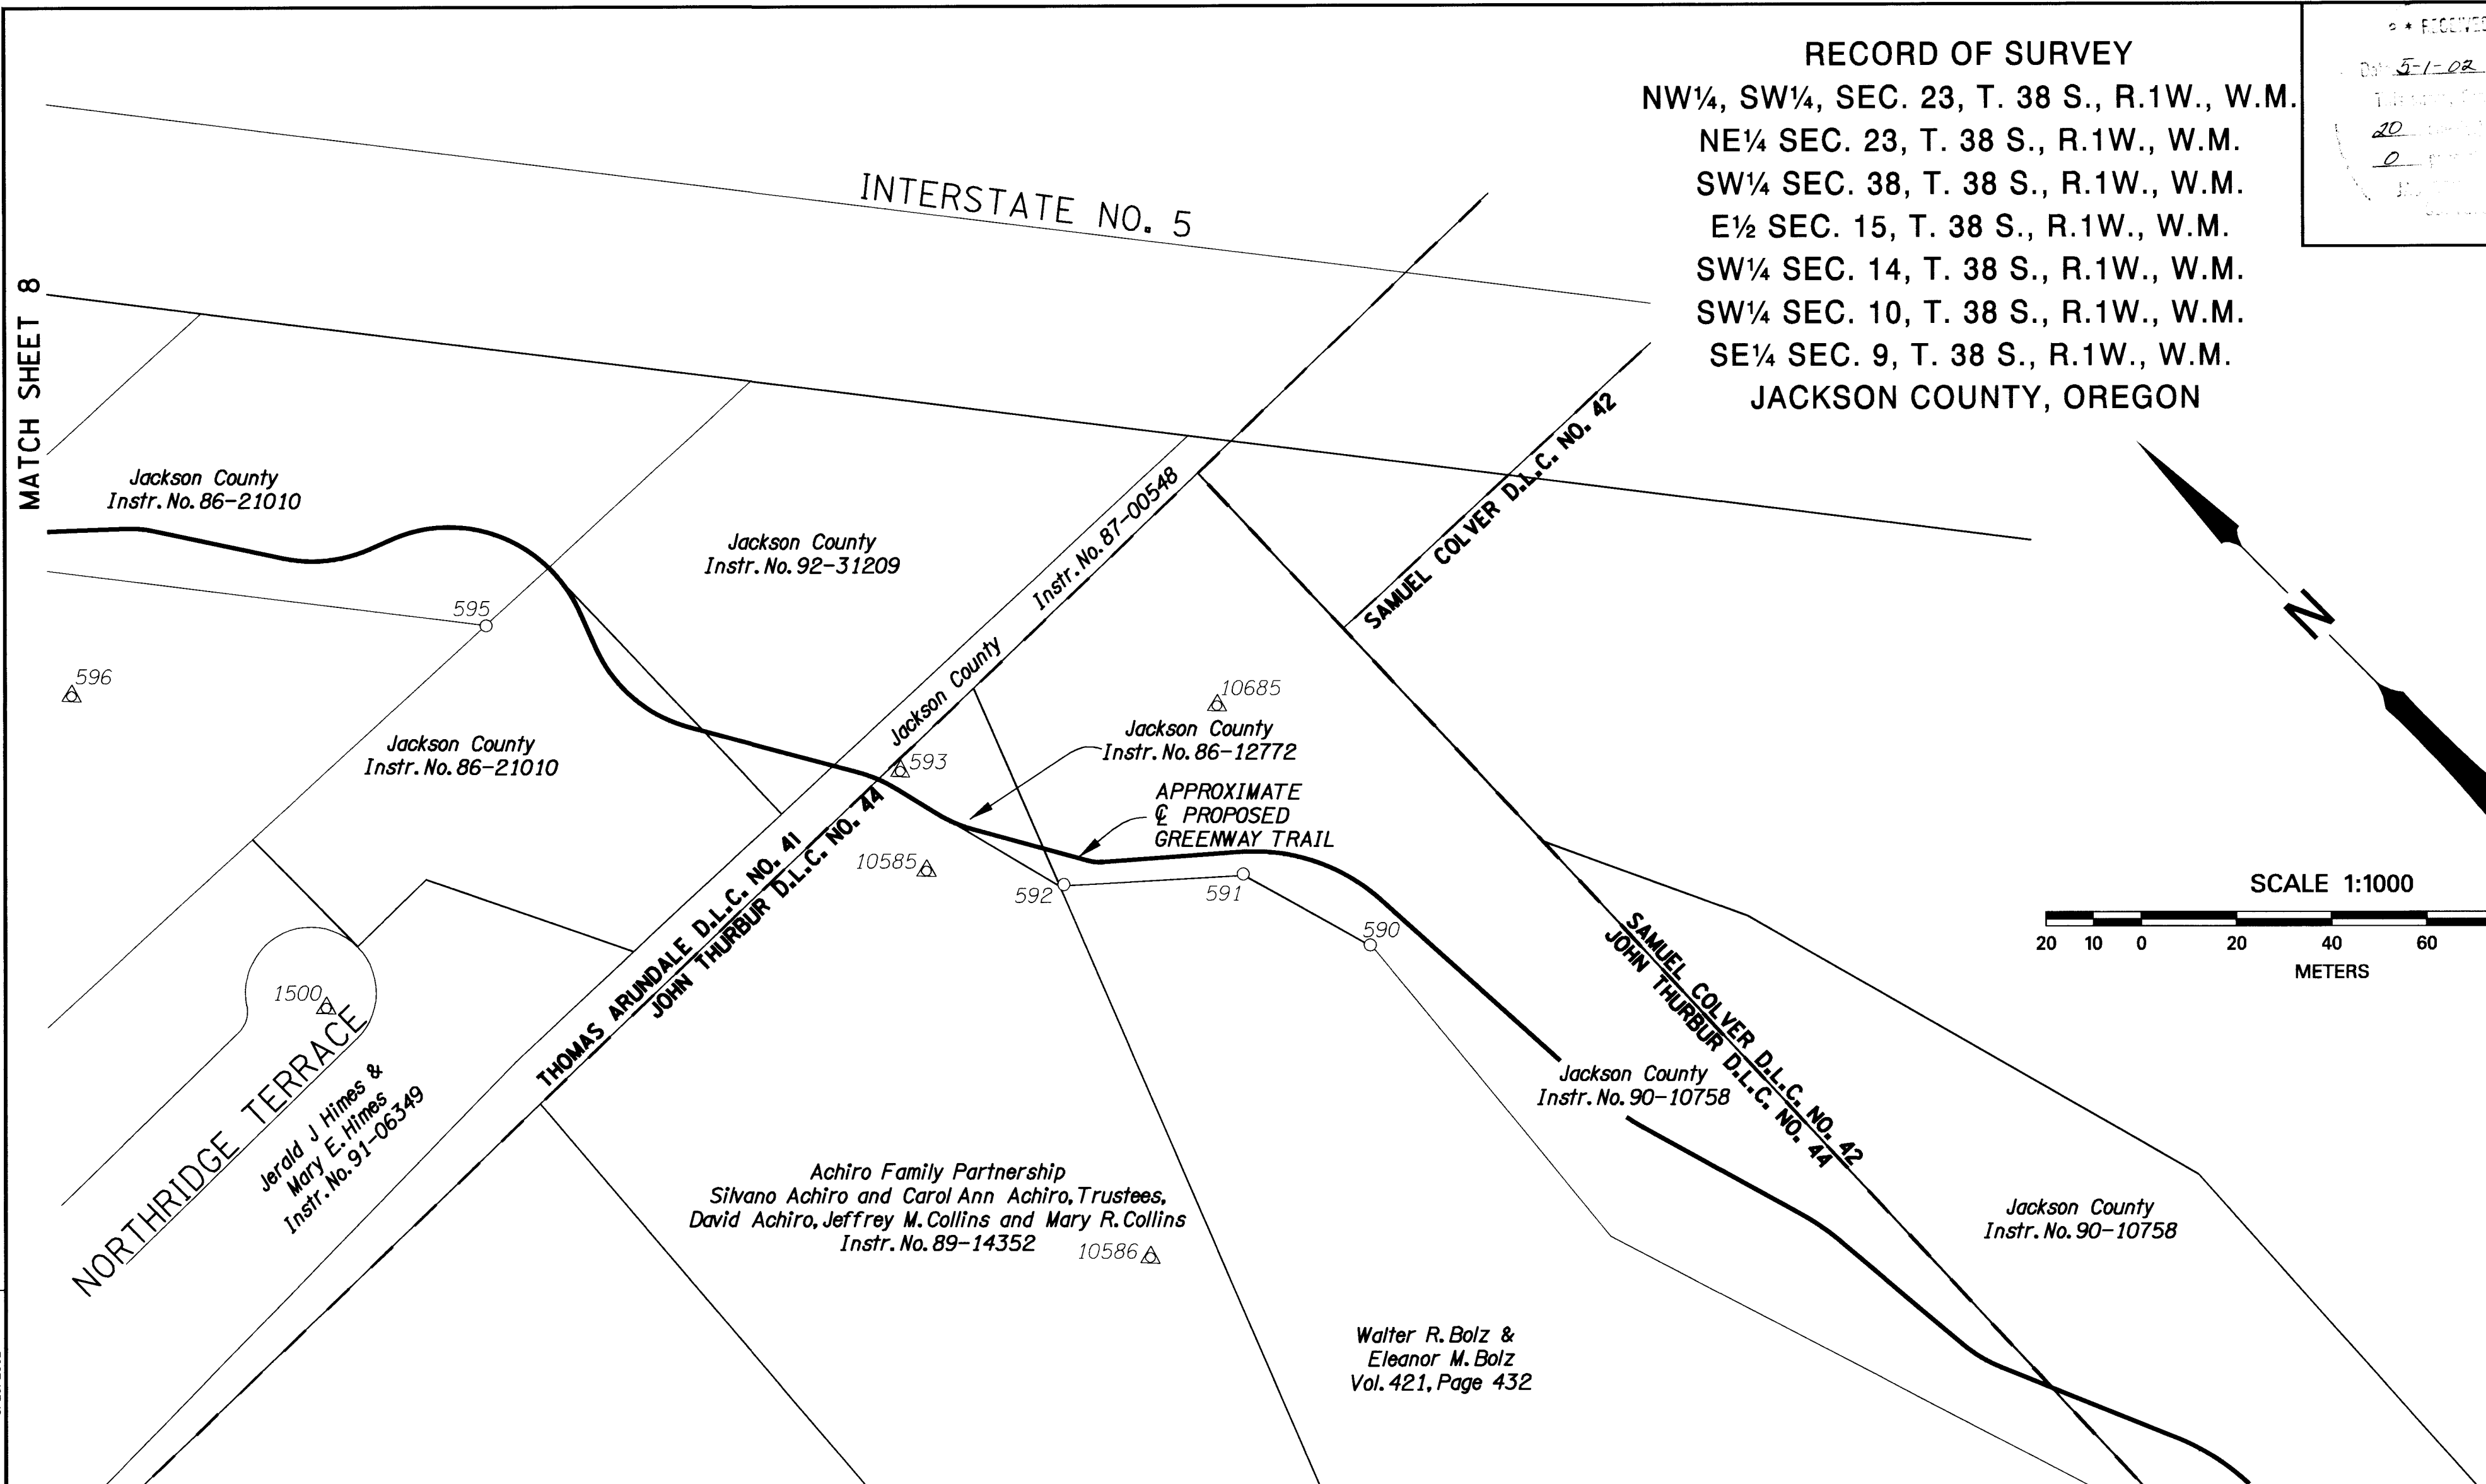 RECORD OF SURVEY
NW¼, SW¼, SEC. 23, T. 38 S., R.1W., W.M.
NE¼ SEC. 23, T. 38 S., R.1W., W.M.
SW¼ SEC. 38, T. 38 S., R.1W., W.M.
E½ SEC. 15, T. 38 S., R.1W., W.M.
SW¼ SEC. 14, T. 38 S., R.1W., W.M.
SW¼ SEC. 10, T. 38 S., R.1W., W.M.
SE¼ SEC. 9, T. 38 S., R.1W., W.M.
JACKSON COUNTY, OREGON
RECEIVED
5-1-02
20
0
INTERSTATE NO. 5
MATCH SHEET 8
Jackson County
Instr. No. 86-21010
Jackson County
Instr. No. 92-31209
Jackson County Instr. No. 87-00548
SAMUEL COLVER D.L.C. NO. 42
N
595
596
10685
Jackson County
Instr. No. 86-12772
Jackson County
Instr. No. 86-21010
593
APPROXIMATE
℄ PROPOSED
GREENWAY TRAIL
10585
592
591
590
THOMAS ARUNDALE D.L.C. NO. 41
JOHN THURBUR D.L.C. NO. 44
SCALE 1:1000
20 10 0 20 40 60
METERS
SAMUEL COLVER D.L.C. NO. 42
JOHN THURBUR D.L.C. NO. 44
1500
NORTHRIDGE TERRACE
Jerald J Himes &
Mary E. Himes
Instr. No. 91-06349
Jackson County
Instr. No. 90-10758
Achiro Family Partnership
Silvano Achiro and Carol Ann Achiro, Trustees,
David Achiro, Jeffrey M. Collins and Mary R. Collins
Instr. No. 89-14352
10586
Jackson County
Instr. No. 90-10758
Walter R. Bolz &
Eleanor M. Bolz
Vol. 421, Page 432